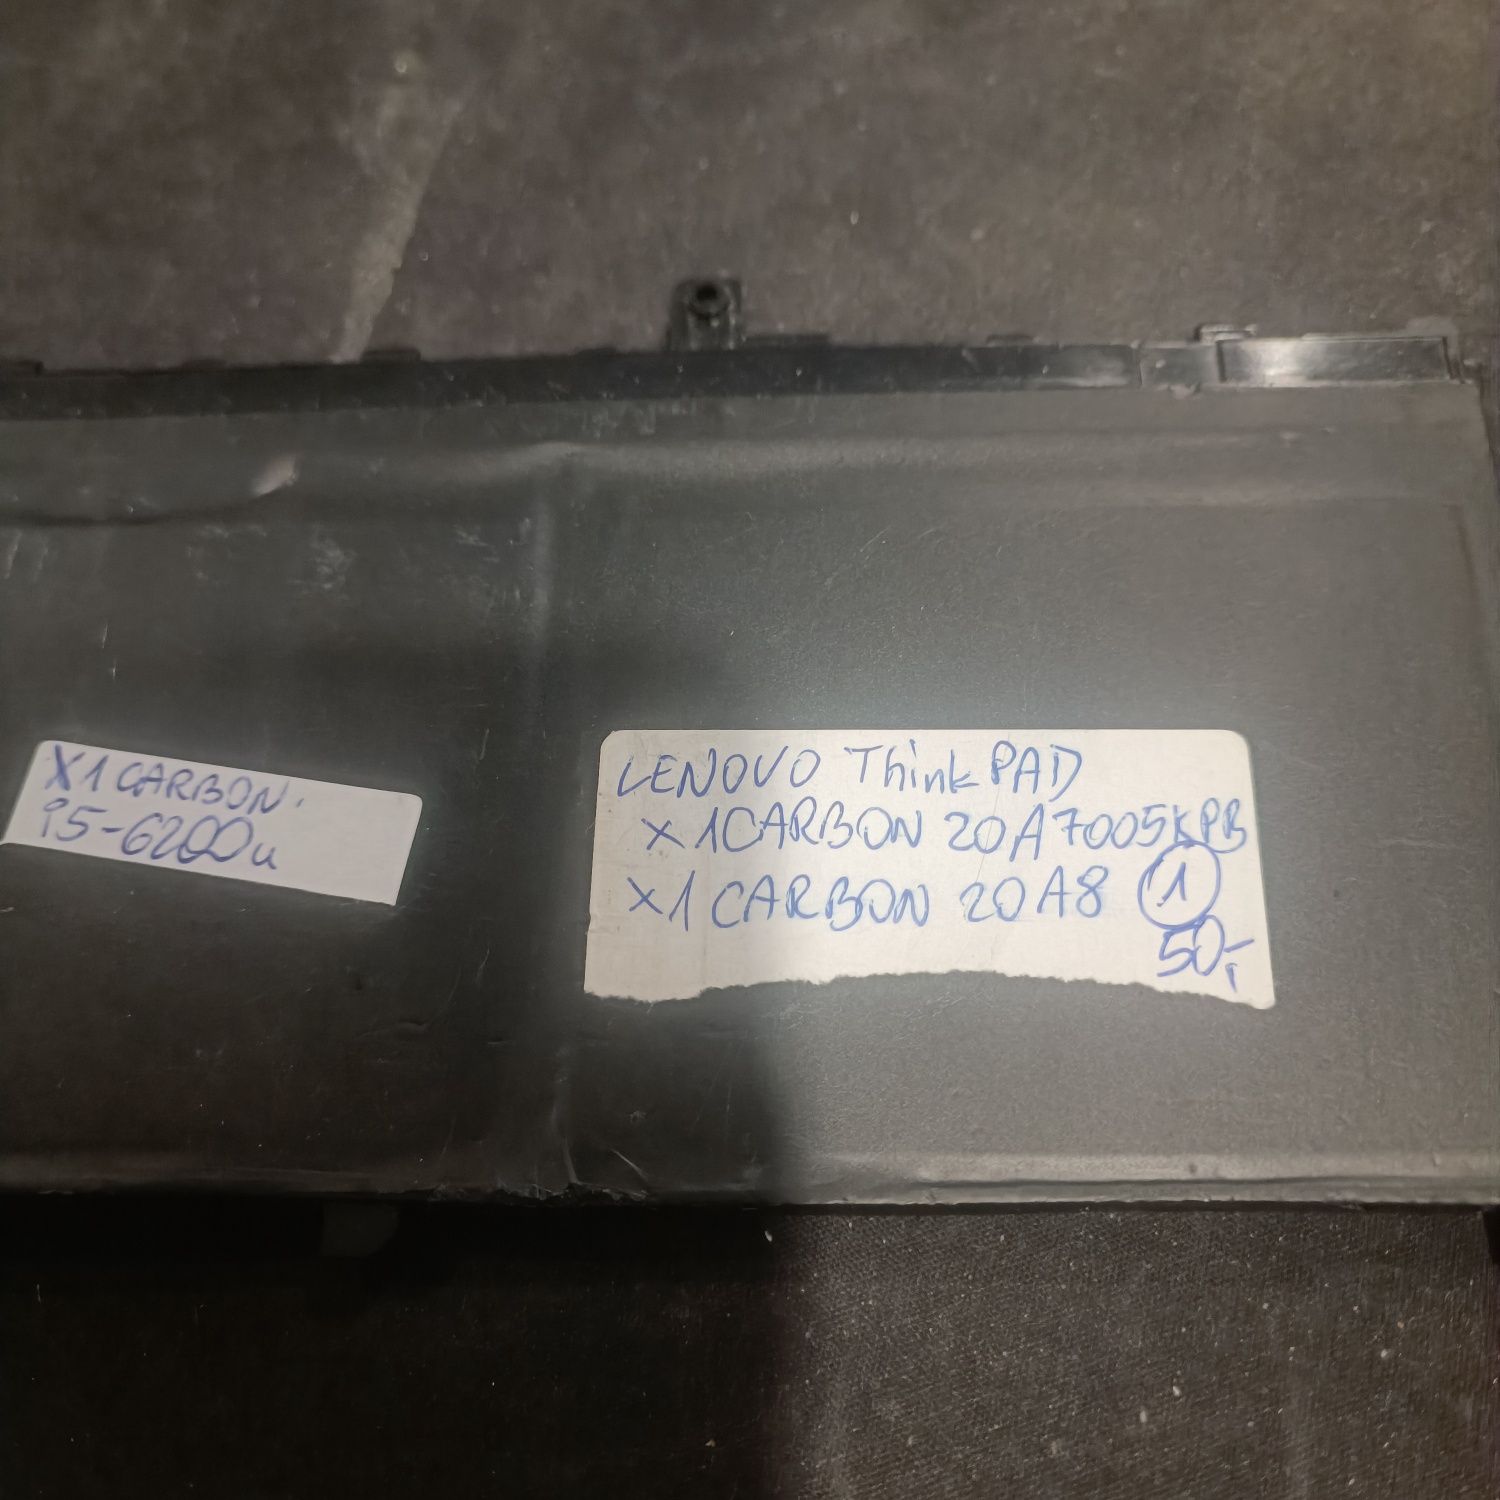 X1 CARBON.
i5-6200u
LENOVO ThinkPAD
X1CARBON 20A7005KPB
X1 CARBON 20A8 1
50,-